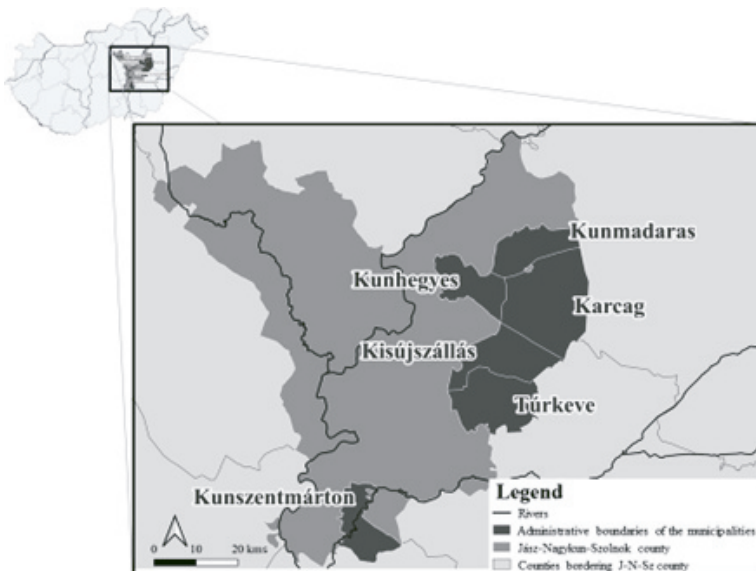 Kunmadaras
Kunhegyes
Karcag
Kisújszállás
Túrkeve
Kunszentmárton
Legend
Rivers
Administrative boundaries of the municipalities
Jász-Nagykun-Szolnok county
Counties bordering J-N-Sz county
0 10 20 kms